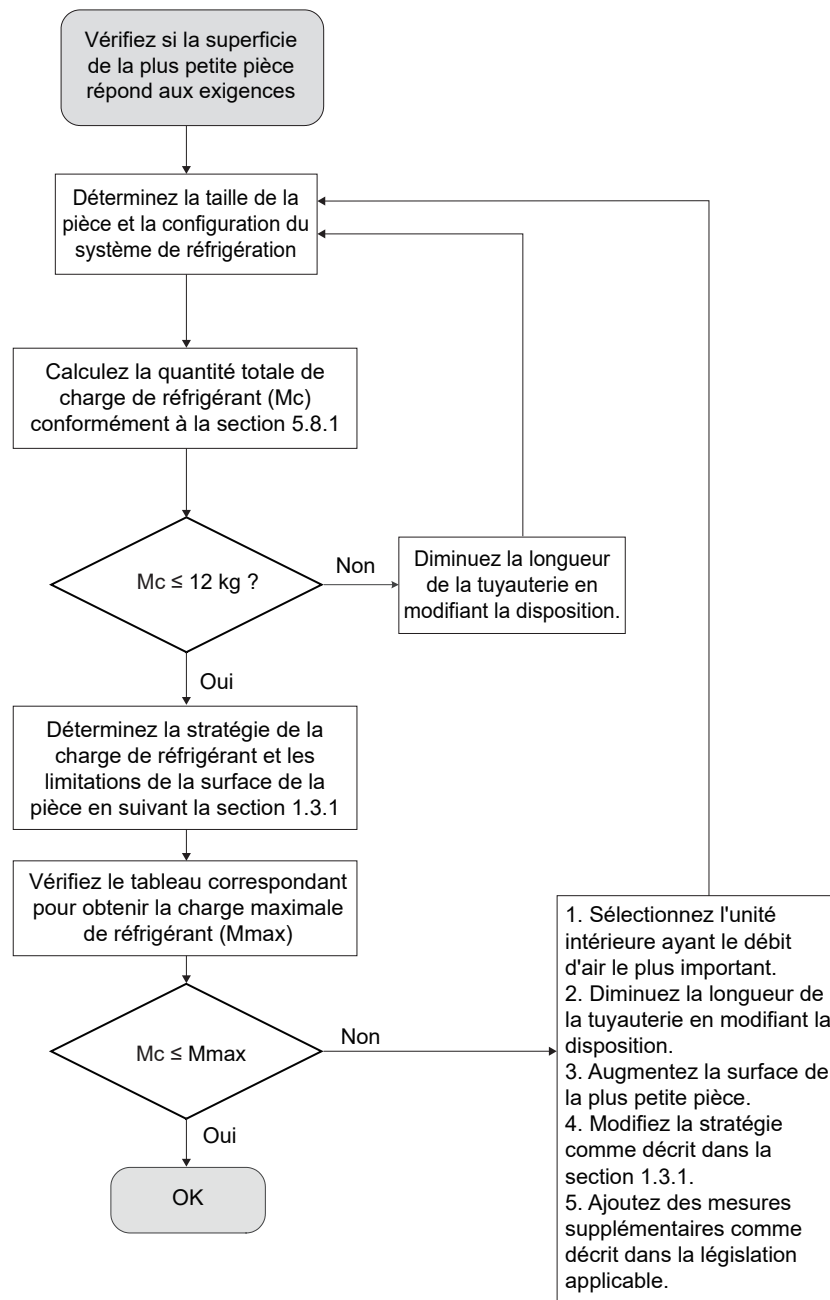 Vérifiez si la superficie
de la plus petite pièce
répond aux exigences
Déterminez la taille de la
pièce et la configuration du
système de réfrigération
Calculez la quantité totale de
charge de réfrigérant (Mc)
conformément à la section 5.8.1
Mc ≤ 12 kg ?
Non
Diminuez la longueur
de la tuyauterie en
modifiant la disposition.
Oui
Déterminez la stratégie de la
charge de réfrigérant et les
limitations de la surface de la
pièce en suivant la section 1.3.1
Vérifiez le tableau correspondant
pour obtenir la charge maximale
de réfrigérant (Mmax)
Mc ≤ Mmax
Non
1. Sélectionnez l'unité
intérieure ayant le débit
d'air le plus important.
2. Diminuez la longueur de
la tuyauterie en modifiant la
disposition.
3. Augmentez la surface de
la plus petite pièce.
4. Modifiez la stratégie
comme décrit dans la
section 1.3.1.
5. Ajoutez des mesures
supplémentaires comme
décrit dans la législation
applicable.
Oui
OK